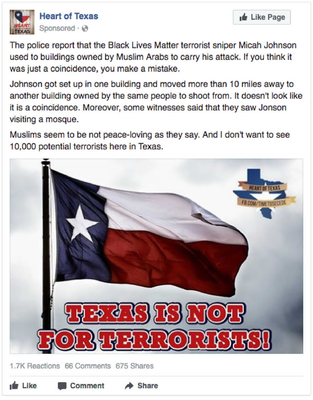 Heart of Texas
Like Page
Sponsored ·
The police report that the Black Lives Matter terrorist sniper Micah Johnson
used to buildings owned by Muslim Arabs to carry his attack. If you think it
was just a coincidence, you make a mistake.
Johnson got set up in one building and moved more than 10 miles away to
another building owned by the same people to shoot from. It doesn't look like
it is a coincidence. Moreover, some witnesses said that they saw Jonson
visiting a mosque.
Muslims seem to be not peace-loving as they say. And I don't want to see
10,000 potential terrorists here in Texas.
HEART OF TEXAS
FB.COM/TIMETOSECEDE
TEXAS IS NOT
FOR TERRORISTS!
1.7K Reactions 66 Comments 675 Shares
Like Comment Share